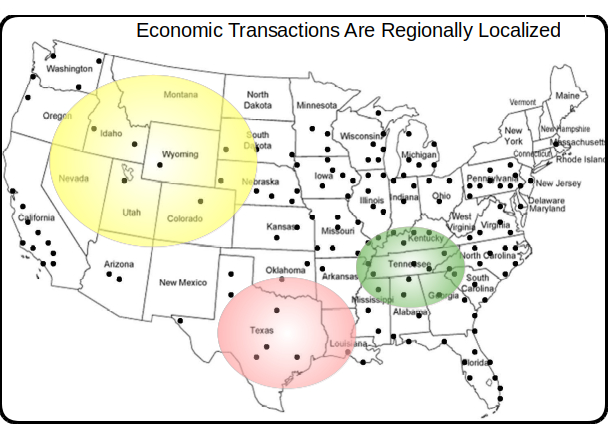 Economic Transactions Are Regionally Localized
Washington
Montana
North
Dakota
Minnesota
Maine
Vermont
Oregon
Idaho
South
Dakota
Wisconsin
Michigan
New
York
New Hampshire
Massachusetts
Connecticut
Rhode Island
Wyoming
Nevada
Nebraska
Iowa
Illinois
Indiana
Ohio
Pennsylvania
New Jersey
Delaware
Maryland
California
Utah
Colorado
Kansas
Missouri
West
Virginia
Virginia
Kentucky
Arizona
New Mexico
Oklahoma
Arkansas
Tennessee
North Carolina
South
Carolina
Mississippi
Alabama
Georgia
Texas
Louisiana
Florida